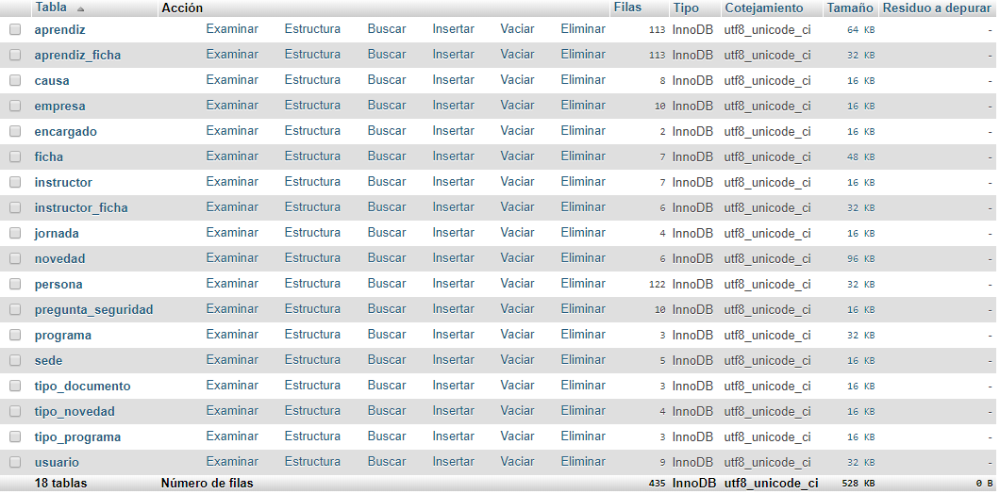 Tabla Acción Filas Tipo Cotejamiento Tamaño Residuo a depurar
aprendiz Examinar Estructura Buscar Insertar Vaciar Eliminar 113 InnoDB utf8_unicode_ci 64 KB -
aprendiz_ficha Examinar Estructura Buscar Insertar Vaciar Eliminar 113 InnoDB utf8_unicode_ci 32 KB -
causa Examinar Estructura Buscar Insertar Vaciar Eliminar 8 InnoDB utf8_unicode_ci 16 KB -
empresa Examinar Estructura Buscar Insertar Vaciar Eliminar 10 InnoDB utf8_unicode_ci 16 KB -
encargado Examinar Estructura Buscar Insertar Vaciar Eliminar 2 InnoDB utf8_unicode_ci 16 KB -
ficha Examinar Estructura Buscar Insertar Vaciar Eliminar 7 InnoDB utf8_unicode_ci 48 KB -
instructor Examinar Estructura Buscar Insertar Vaciar Eliminar 7 InnoDB utf8_unicode_ci 16 KB -
instructor_ficha Examinar Estructura Buscar Insertar Vaciar Eliminar 6 InnoDB utf8_unicode_ci 32 KB -
jornada Examinar Estructura Buscar Insertar Vaciar Eliminar 4 InnoDB utf8_unicode_ci 16 KB -
novedad Examinar Estructura Buscar Insertar Vaciar Eliminar 6 InnoDB utf8_unicode_ci 96 KB -
persona Examinar Estructura Buscar Insertar Vaciar Eliminar 122 InnoDB utf8_unicode_ci 32 KB -
pregunta_seguridad Examinar Estructura Buscar Insertar Vaciar Eliminar 10 InnoDB utf8_unicode_ci 16 KB -
programa Examinar Estructura Buscar Insertar Vaciar Eliminar 3 InnoDB utf8_unicode_ci 32 KB -
sede Examinar Estructura Buscar Insertar Vaciar Eliminar 5 InnoDB utf8_unicode_ci 16 KB -
tipo_documento Examinar Estructura Buscar Insertar Vaciar Eliminar 3 InnoDB utf8_unicode_ci 16 KB -
tipo_novedad Examinar Estructura Buscar Insertar Vaciar Eliminar 4 InnoDB utf8_unicode_ci 16 KB -
tipo_programa Examinar Estructura Buscar Insertar Vaciar Eliminar 3 InnoDB utf8_unicode_ci 16 KB -
usuario Examinar Estructura Buscar Insertar Vaciar Eliminar 9 InnoDB utf8_unicode_ci 32 KB -
18 tablas Número de filas 435 InnoDB utf8_unicode_ci 528 KB 0 B